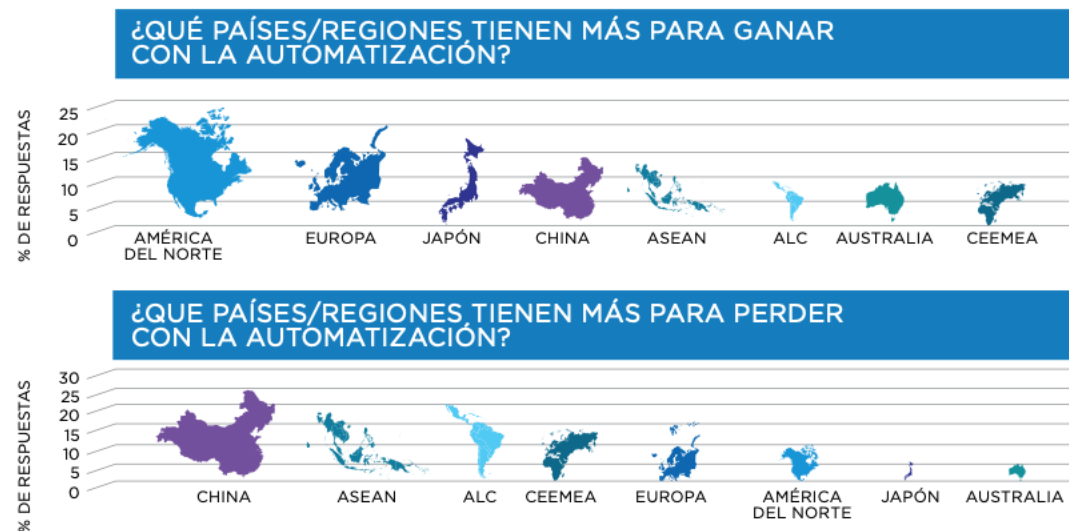 ¿QUÉ PAÍSES/REGIONES TIENEN MÁS PARA GANAR
CON LA AUTOMATIZACIÓN?
% DE RESPUESTAS
25
20
15
10
5
0
AMÉRICA
DEL NORTE
EUROPA
JAPÓN
CHINA
ASEAN
ALC
AUSTRALIA
CEEMEA
¿QUE PAÍSES/REGIONES TIENEN MÁS PARA PERDER
CON LA AUTOMATIZACIÓN?
% DE RESPUESTAS
30
25
20
15
10
5
0
CHINA
ASEAN
ALC
CEEMEA
EUROPA
AMÉRICA
DEL NORTE
JAPÓN
AUSTRALIA